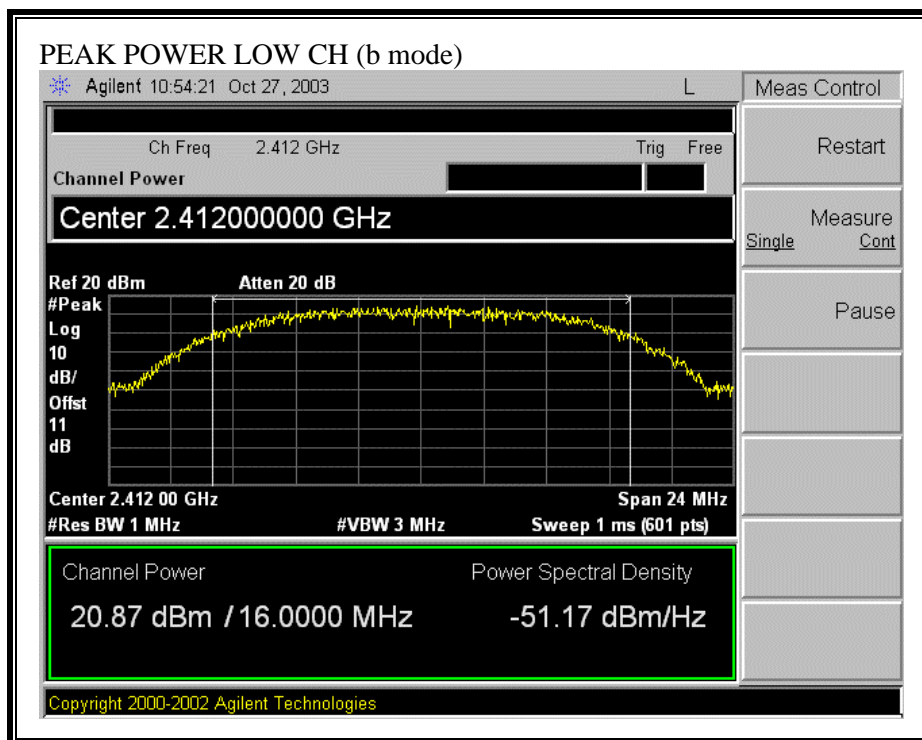 PEAK POWER LOW CH (b mode)
Agilent 10:54:21 Oct 27, 2003 L
Meas Control
Ch Freq 2.412 GHz Trig Free
Restart
Channel Power
Center 2.412000000 GHz
Measure
Single Cont
Ref 20 dBm Atten 20 dB
#Peak
Pause
Log
10
dB/
Offst
11
dB
Center 2.412 00 GHz Span 24 MHz
#Res BW 1 MHz #VBW 3 MHz Sweep 1 ms (601 pts)
Channel Power Power Spectral Density
20.87 dBm / 16.0000 MHz -51.17 dBm/Hz
Copyright 2000-2002 Agilent Technologies